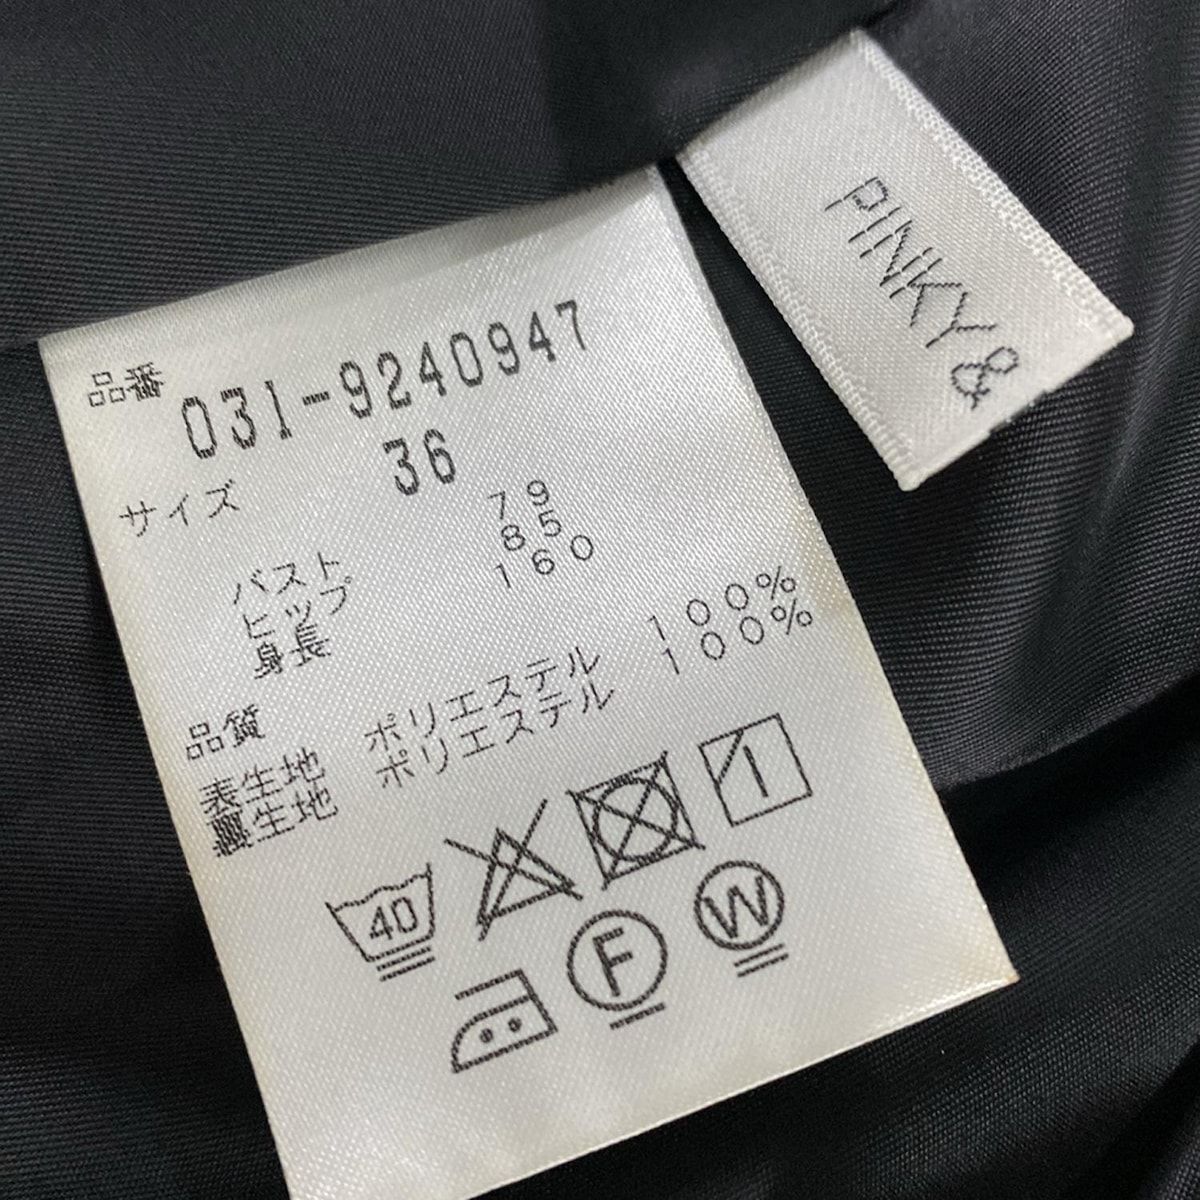 品番 031-9240947
サイズ 36
バスト 79
ヒップ 85
身長 160
品質
表生地 ポリエステル 100%
裏生地 ポリエステル 100%
40
F
W
PINKY&